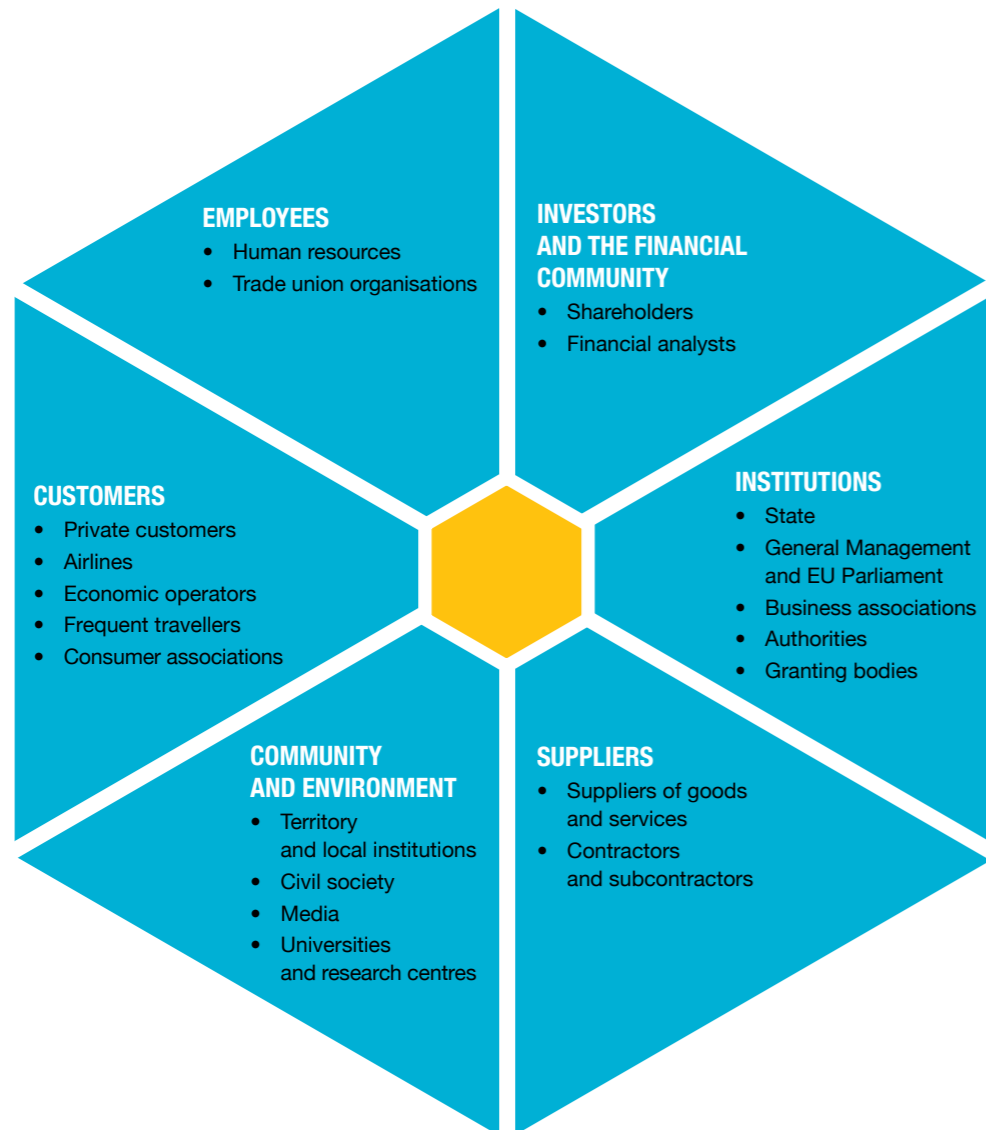 EMPLOYEES
• Human resources
• Trade union organisations
INVESTORS
AND THE FINANCIAL
COMMUNITY
• Shareholders
• Financial analysts
CUSTOMERS
• Private customers
• Airlines
• Economic operators
• Frequent travellers
• Consumer associations
INSTITUTIONS
• State
• General Management
and EU Parliament
• Business associations
• Authorities
• Granting bodies
COMMUNITY
AND ENVIRONMENT
• Territory
and local institutions
• Civil society
• Media
• Universities
and research centres
SUPPLIERS
• Suppliers of goods
and services
• Contractors
and subcontractors